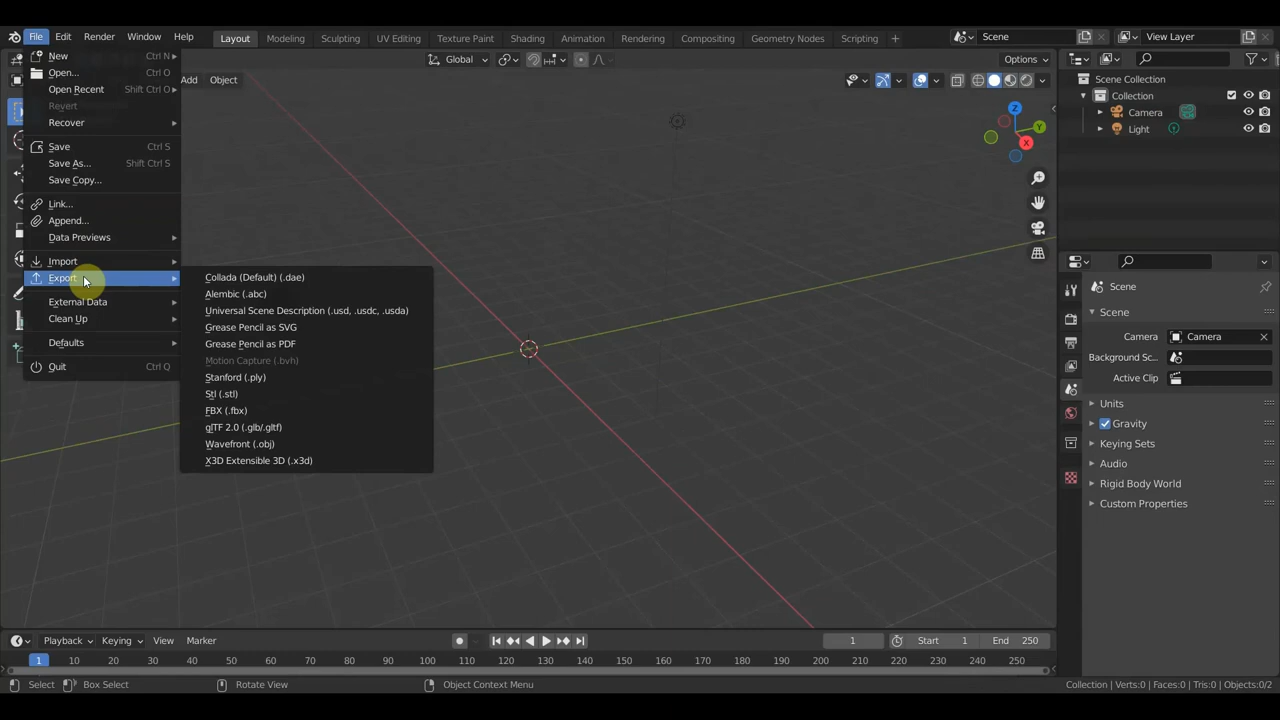 File Edit Render Window Help Layout Modeling Sculpting UV Editing Texture Paint Shading Animation Rendering Compositing Geometry Nodes Scripting + Scene View Layer
New Ctrl N
Open... Ctrl O
Open Recent Shift Ctrl O
Revert
Recover
Save Ctrl S
Save As... Shift Ctrl S
Save Copy...
Link...
Append...
Data Previews
Import
Export
External Data
Clean Up
Defaults
Quit Ctrl Q
Collada (Default) (.dae)
Alembic (.abc)
Universal Scene Description (.usd, .usdc, .usda)
Grease Pencil as SVG
Grease Pencil as PDF
Motion Capture (.bvh)
Stanford (.ply)
Stl (.stl)
FBX (.fbx)
glTF 2.0 (.glb/.gltf)
Wavefront (.obj)
X3D Extensible 3D (.x3d)
Global
Options
Add Object
Z
Y
X
Scene Collection
Collection
Camera
Light
Scene
Scene
Camera Camera
Background Sc...
Active Clip
Units
Gravity
Keying Sets
Audio
Rigid Body World
Custom Properties
Playback Keying View Marker 1 Start 1 End 250
1 10 20 30 40 50 60 70 80 90 100 110 120 130 140 150 160 170 180 190 200 210 220 230 240 250
Select Box Select Rotate View Object Context Menu Collection | Verts:0 | Faces:0 | Tris:0 | Objects:0/2